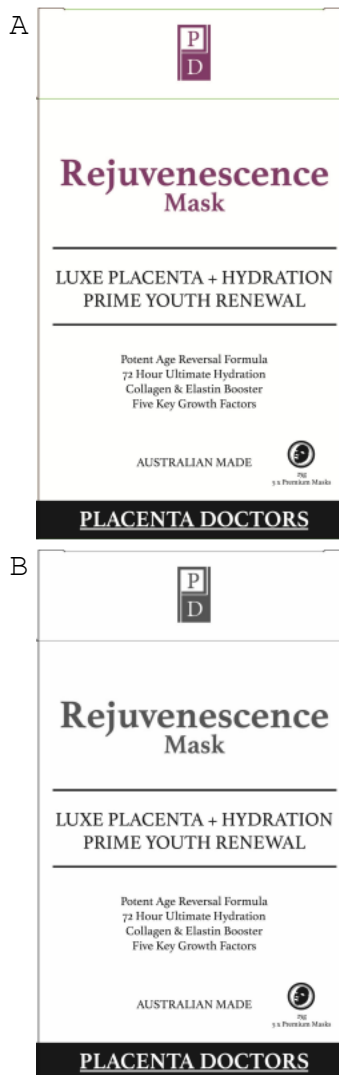 A
P
D
Rejuvenescence
Mask
LUXE PLACENTA + HYDRATION
PRIME YOUTH RENEWAL
Potent Age Reversal Formula
72 Hour Ultimate Hydration
Collagen & Elastin Booster
Five Key Growth Factors
AUSTRALIAN MADE
25g
5 x Premium Masks
PLACENTA DOCTORS
B
P
D
Rejuvenescence
Mask
LUXE PLACENTA + HYDRATION
PRIME YOUTH RENEWAL
Potent Age Reversal Formula
72 Hour Ultimate Hydration
Collagen & Elastin Booster
Five Key Growth Factors
AUSTRALIAN MADE
25g
5 x Premium Masks
PLACENTA DOCTORS